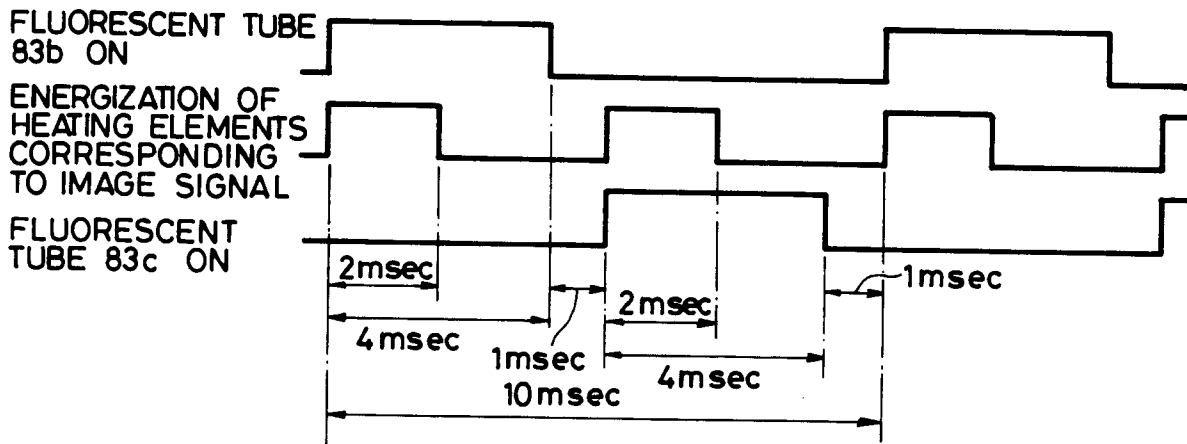 FLUORESCENT TUBE
83b ON
ENERGIZATION OF
HEATING ELEMENTS
CORRESPONDING
TO IMAGE SIGNAL
FLUORESCENT
TUBE 83c ON
2msec
1msec
2msec
4msec
1msec
4msec
10msec